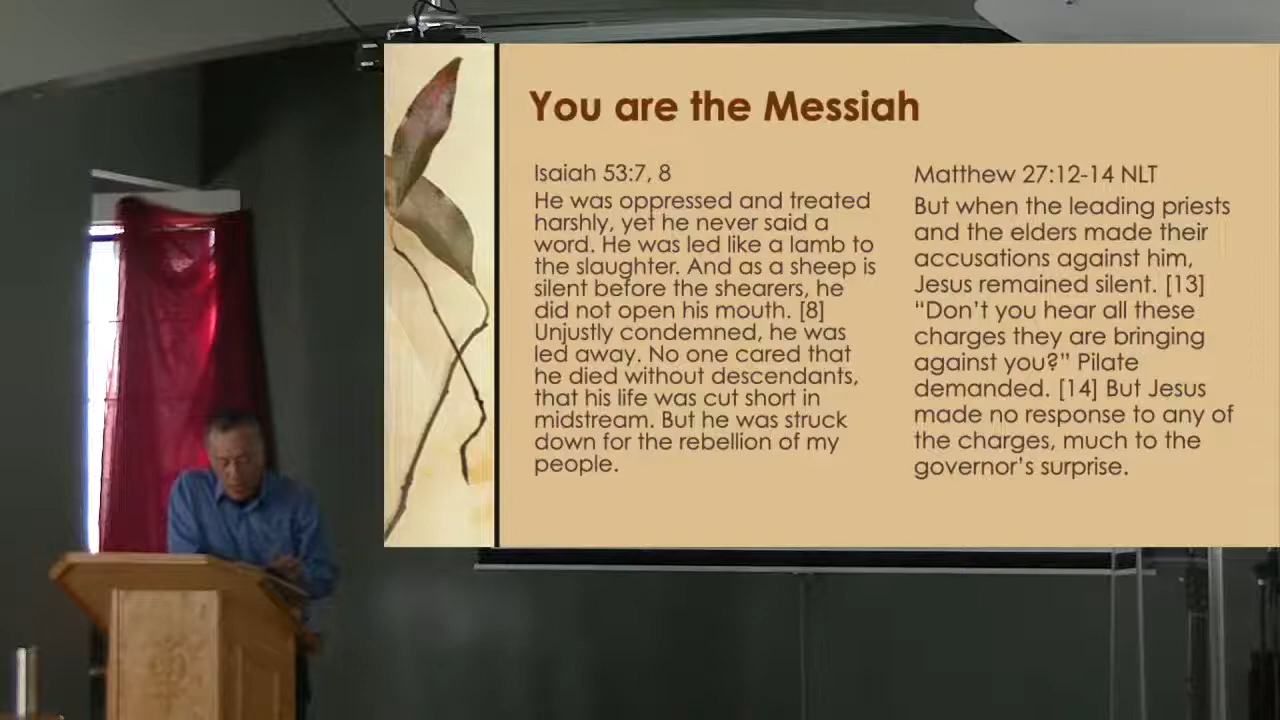 You are the Messiah
Isaiah 53:7, 8
He was oppressed and treated
harshly, yet he never said a
word. He was led like a lamb to
the slaughter. And as a sheep is
silent before the shearers, he
did not open his mouth. [8]
Unjustly condemned, he was
led away. No one cared that
he died without descendants,
that his life was cut short in
midstream. But he was struck
down for the rebellion of my
people.
Matthew 27:12-14 NLT
But when the leading priests
and the elders made their
accusations against him,
Jesus remained silent. [13]
“Don’t you hear all these
charges they are bringing
against you?” Pilate
demanded. [14] But Jesus
made no response to any of
the charges, much to the
governor’s surprise.